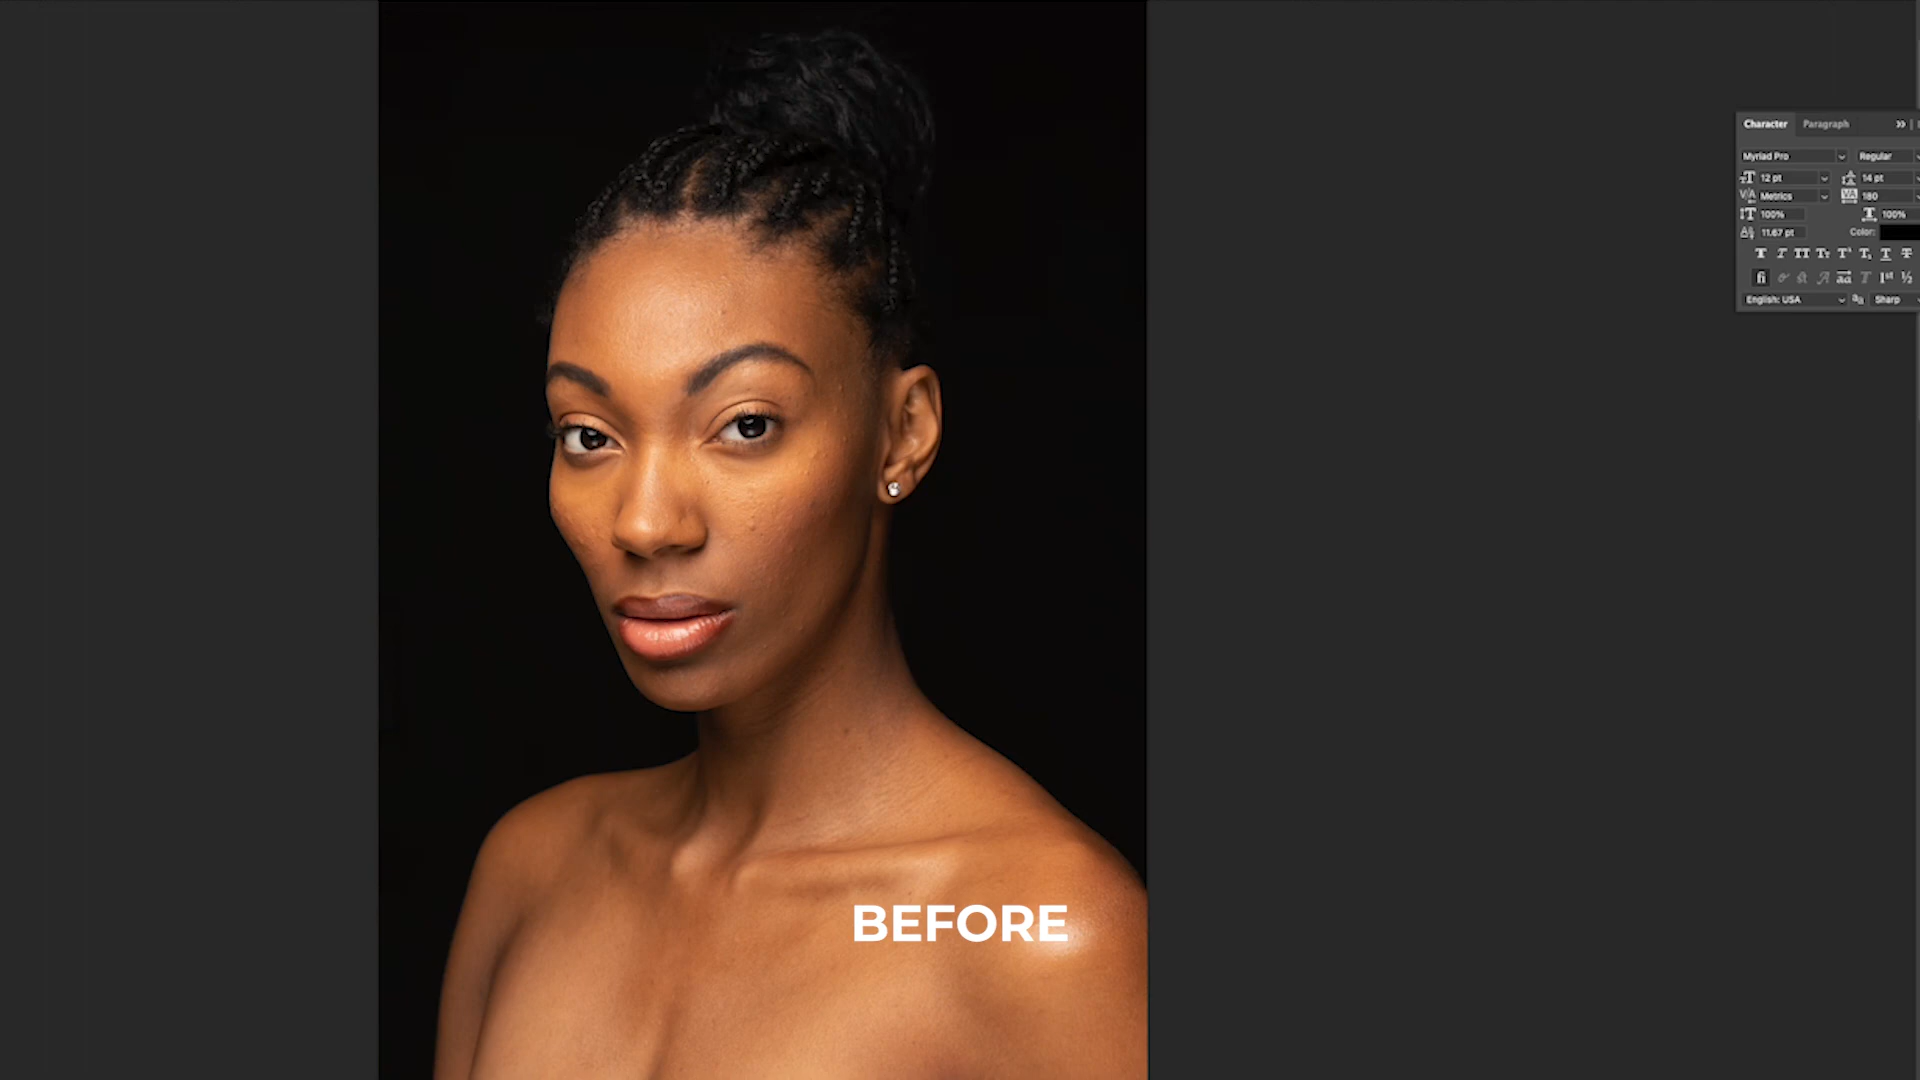 BEFORE
Character Paragraph
Myriad Pro Regular
12 pt 14 pt
Metrics 180
100% 100%
11.67 pt Color:
English: USA Sharp